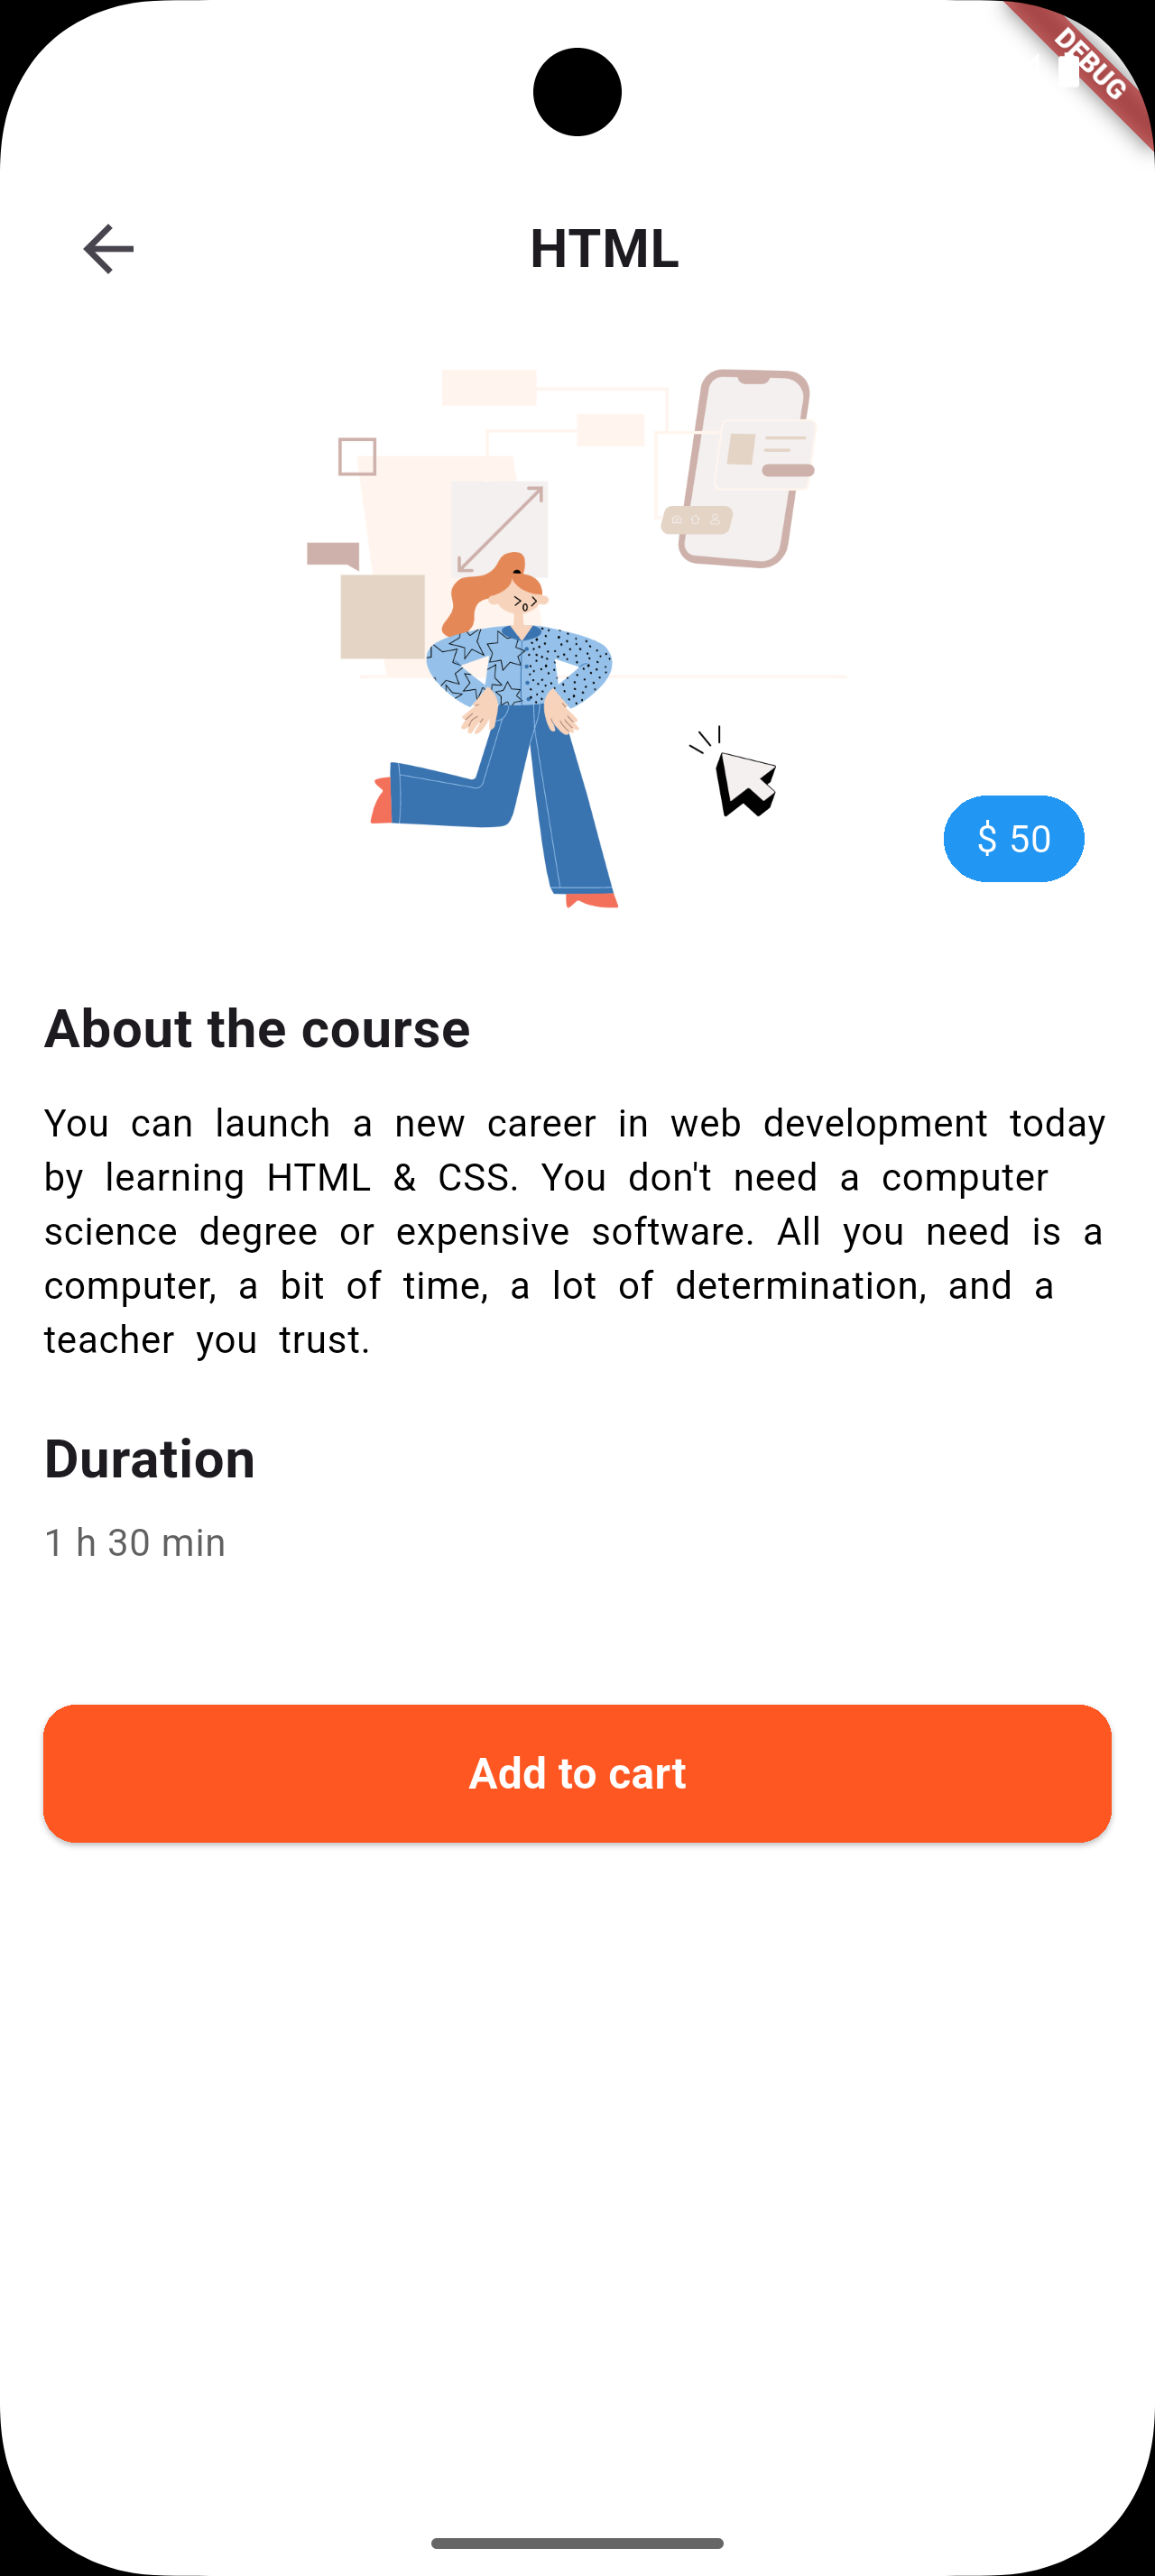 DEBUG
HTML
$ 50
About the course
You can launch a new career in web development today
by learning HTML & CSS. You don't need a computer
science degree or expensive software. All you need is a
computer, a bit of time, a lot of determination, and a
teacher you trust.
Duration
1 h 30 min
Add to cart